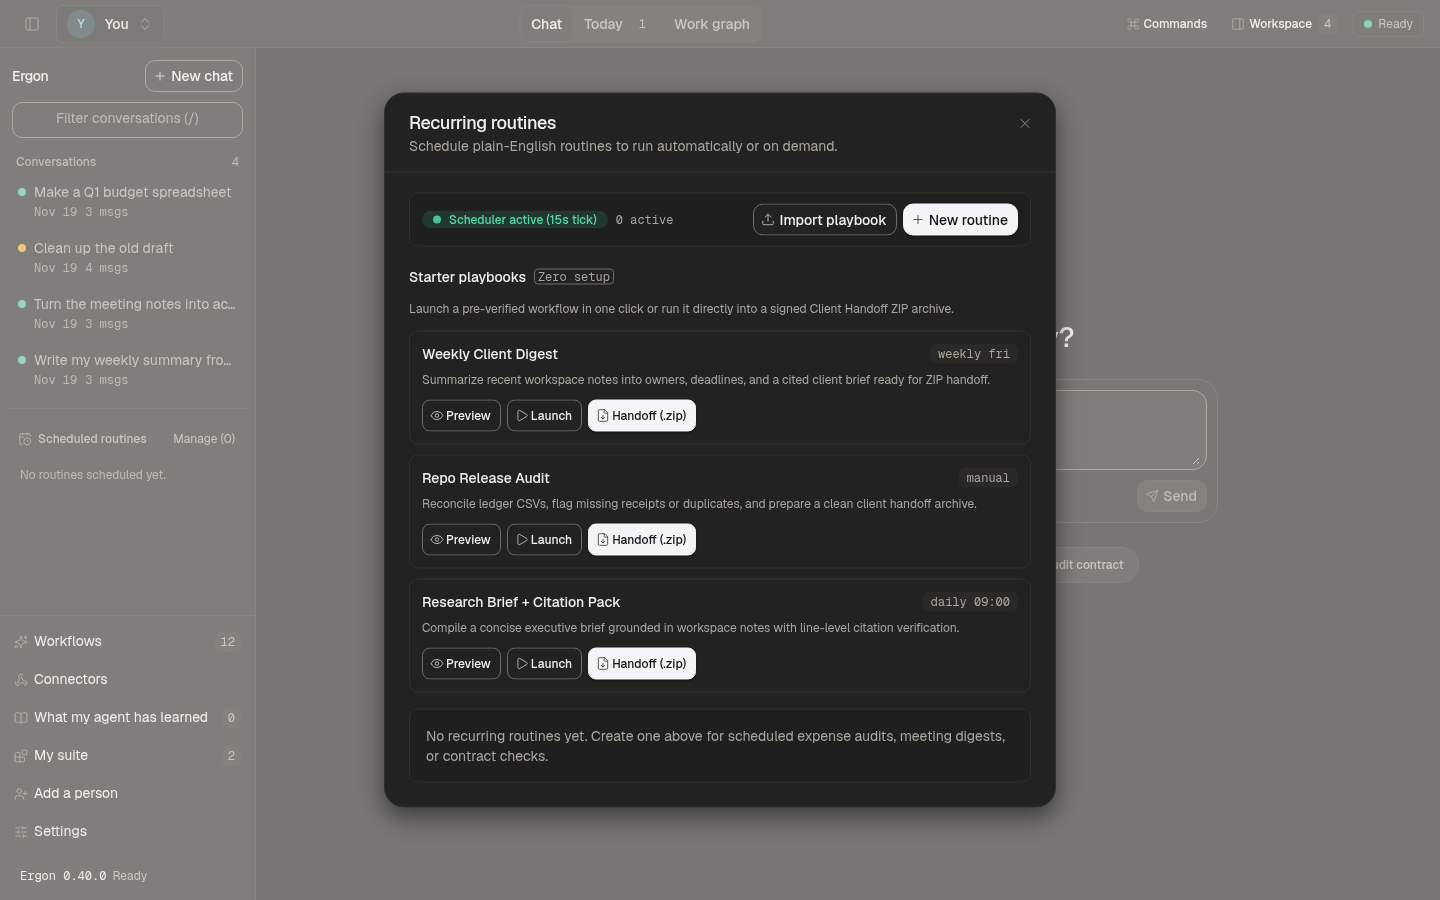 Y You
Chat Today 1 Work graph
Commands Workspace 4 Ready
Ergon
New chat
Filter conversations (/)
Conversations 4
Make a Q1 budget spreadsheet
Nov 19 3 msgs
Clean up the old draft
Nov 19 4 msgs
Turn the meeting notes into ac...
Nov 19 3 msgs
Write my weekly summary fro...
Nov 19 3 msgs
Scheduled routines Manage (0)
No routines scheduled yet.
Workflows 12
Connectors
What my agent has learned 0
My suite 2
Add a person
Settings
Ergon 0.40.0 Ready
Recurring routines
Schedule plain-English routines to run automatically or on demand.
Scheduler active (15s tick) 0 active Import playbook New routine
Starter playbooks Zero setup
Launch a pre-verified workflow in one click or run it directly into a signed Client Handoff ZIP archive.
Weekly Client Digest weekly fri
Summarize recent workspace notes into owners, deadlines, and a cited client brief ready for ZIP handoff.
Preview Launch Handoff (.zip)
Repo Release Audit manual
Reconcile ledger CSVs, flag missing receipts or duplicates, and prepare a clean client handoff archive.
Preview Launch Handoff (.zip)
Research Brief + Citation Pack daily 09:00
Compile a concise executive brief grounded in workspace notes with line-level citation verification.
Preview Launch Handoff (.zip)
No recurring routines yet. Create one above for scheduled expense audits, meeting digests,
or contract checks.
Send
contract